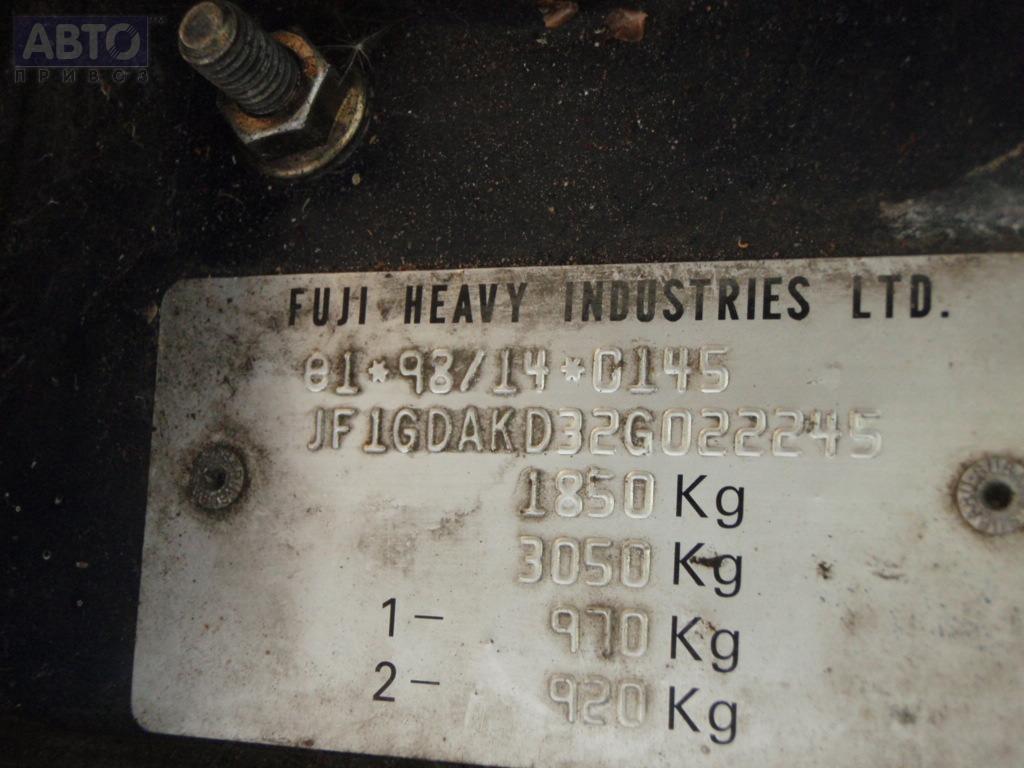 АВТО
ПРИВОЗ
FUJI HEAVY INDUSTRIES LTD.
e1*98/14*0145
JF1GDAKD32G022245
1850 Kg
3050 Kg
1- 970 Kg
2- 920 Kg